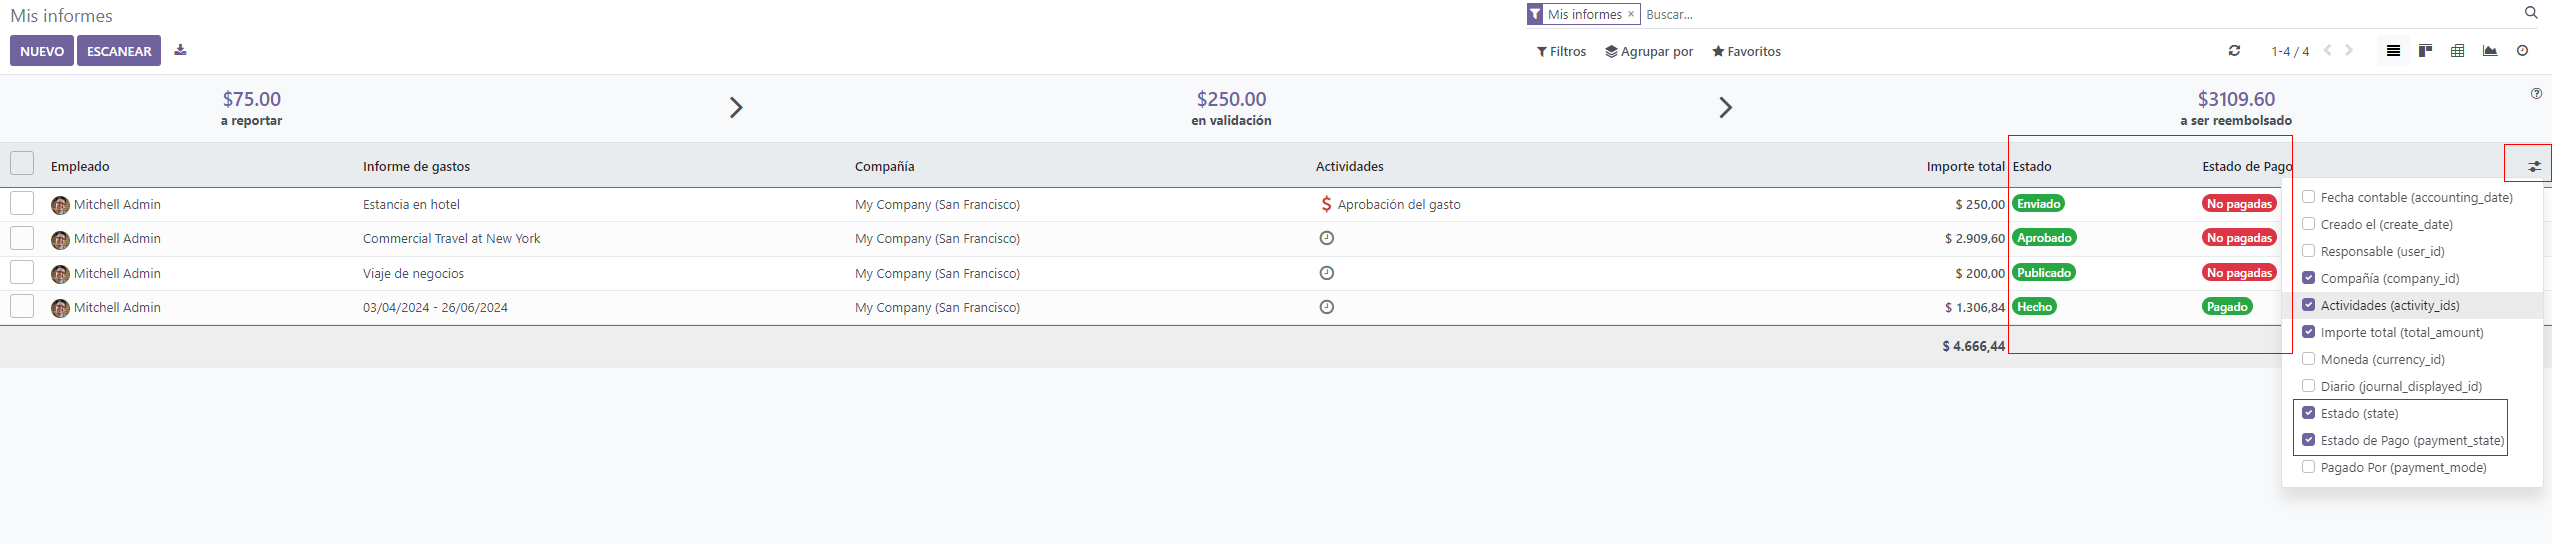 Mis informes
Mis informes × Buscar...
NUEVO ESCANEAR
Filtros Agrupar por Favoritos
1-4 / 4
$75.00
a reportar
$250.00
en validación
$3109.60
a ser reembolsado
Empleado Informe de gastos Compañía Actividades Importe total Estado Estado de Pago
Mitchell Admin Estancia en hotel My Company (San Francisco) Aprobación del gasto $ 250,00 Enviado No pagadas
Mitchell Admin Commercial Travel at New York My Company (San Francisco) $ 2.909,60 Aprobado No pagadas
Mitchell Admin Viaje de negocios My Company (San Francisco) $ 200,00 Publicado No pagadas
Mitchell Admin 03/04/2024 - 26/06/2024 My Company (San Francisco) $ 1.306,84 Hecho Pagado
$ 4.666,44
Fecha contable (accounting_date)
Creado el (create_date)
Responsable (user_id)
Compañía (company_id)
Actividades (activity_ids)
Importe total (total_amount)
Moneda (currency_id)
Diario (journal_displayed_id)
Estado (state)
Estado de Pago (payment_state)
Pagado Por (payment_mode)